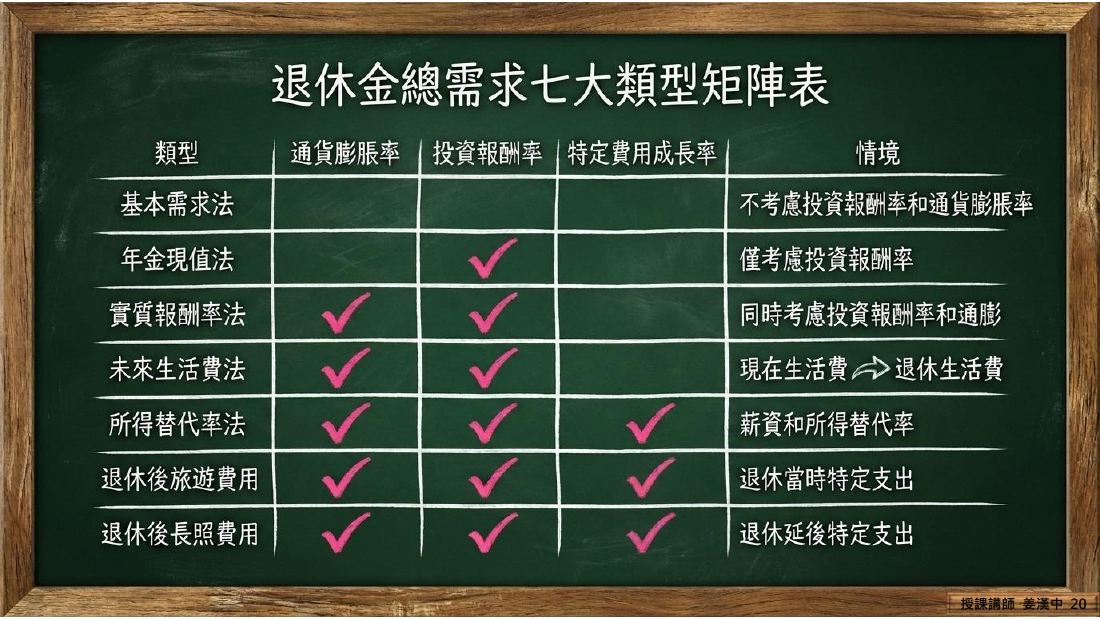 退休金總需求七大類型矩陣表
類型 通貨膨脹率 投資報酬率 特定費用成長率 情境
基本需求法 不考慮投資報酬率和通貨膨脹率
年金現值法 ✓ 僅考慮投資報酬率
實質報酬率法 ✓ ✓ 同時考慮投資報酬率和通膨
未來生活費法 ✓ ✓ 現在生活費 ⇨ 退休生活費
所得替代率法 ✓ ✓ ✓ 薪資和所得替代率
退休後旅遊費用 ✓ ✓ ✓ 退休當時特定支出
退休後長照費用 ✓ ✓ ✓ 退休延後特定支出
授課講師 姜漢中 20